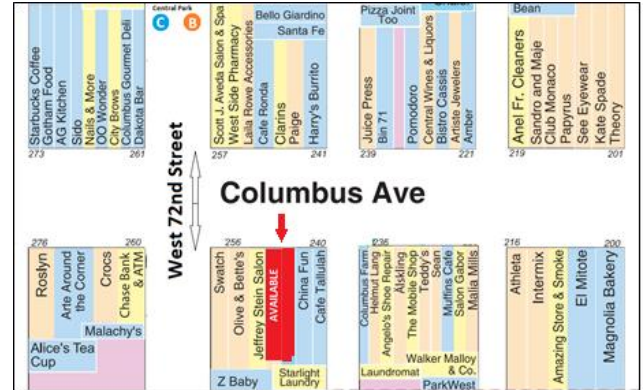 Central Park
C
B
Bello Giardino
Santa Fe
Pizza Joint
Too
Bean
Starbucks Coffee
Gotham Food
AG Kitchen
Sido
Nails & More
OO Wonder
City Brows
Columbus Gourmet Deli
Dakota Bar
273
261
Scott J. Aveda Salon & Spa
West Side Pharmacy
Laila Rowe Accessories
Cafe Ronda
Clarins
Paige
Harry's Burrito
257
241
Juice Press
Bin 71
Pomodoro
Central Wines & Liquors
Bistro Cassis
Artiste Jewelers
Amber
239
221
Anel Fr. Cleaners
Sandro and Maje
Club Monaco
Papyrus
See Eyewear
Kate Spade
Theory
219
201
West 72nd Street
Columbus Ave
276
260
Roslyn
Arte Around
the Corner
Crocs
Chase Bank
& ATM
Malachy's
Alice's Tea
Cup
256
240
Swatch
Olive & Bette's
Jeffrey Stein Salon
AVAILABLE
China Fun
Cafe Tallulah
Z Baby
Starlight
Laundry
236
Columbus Farm
Helmut Lang
Angelo's Shoe Repair
Älskling
The Mobile Shop
Teddy's
Sean
Muffins Cafe
Salon Gabor
Malia Mills
Walker Malloy
& Co.
Laundromat
ParkWest
216
200
Athleta
Intermix
Amazing Store & Smoke
El Mitote
Magnolia Bakery